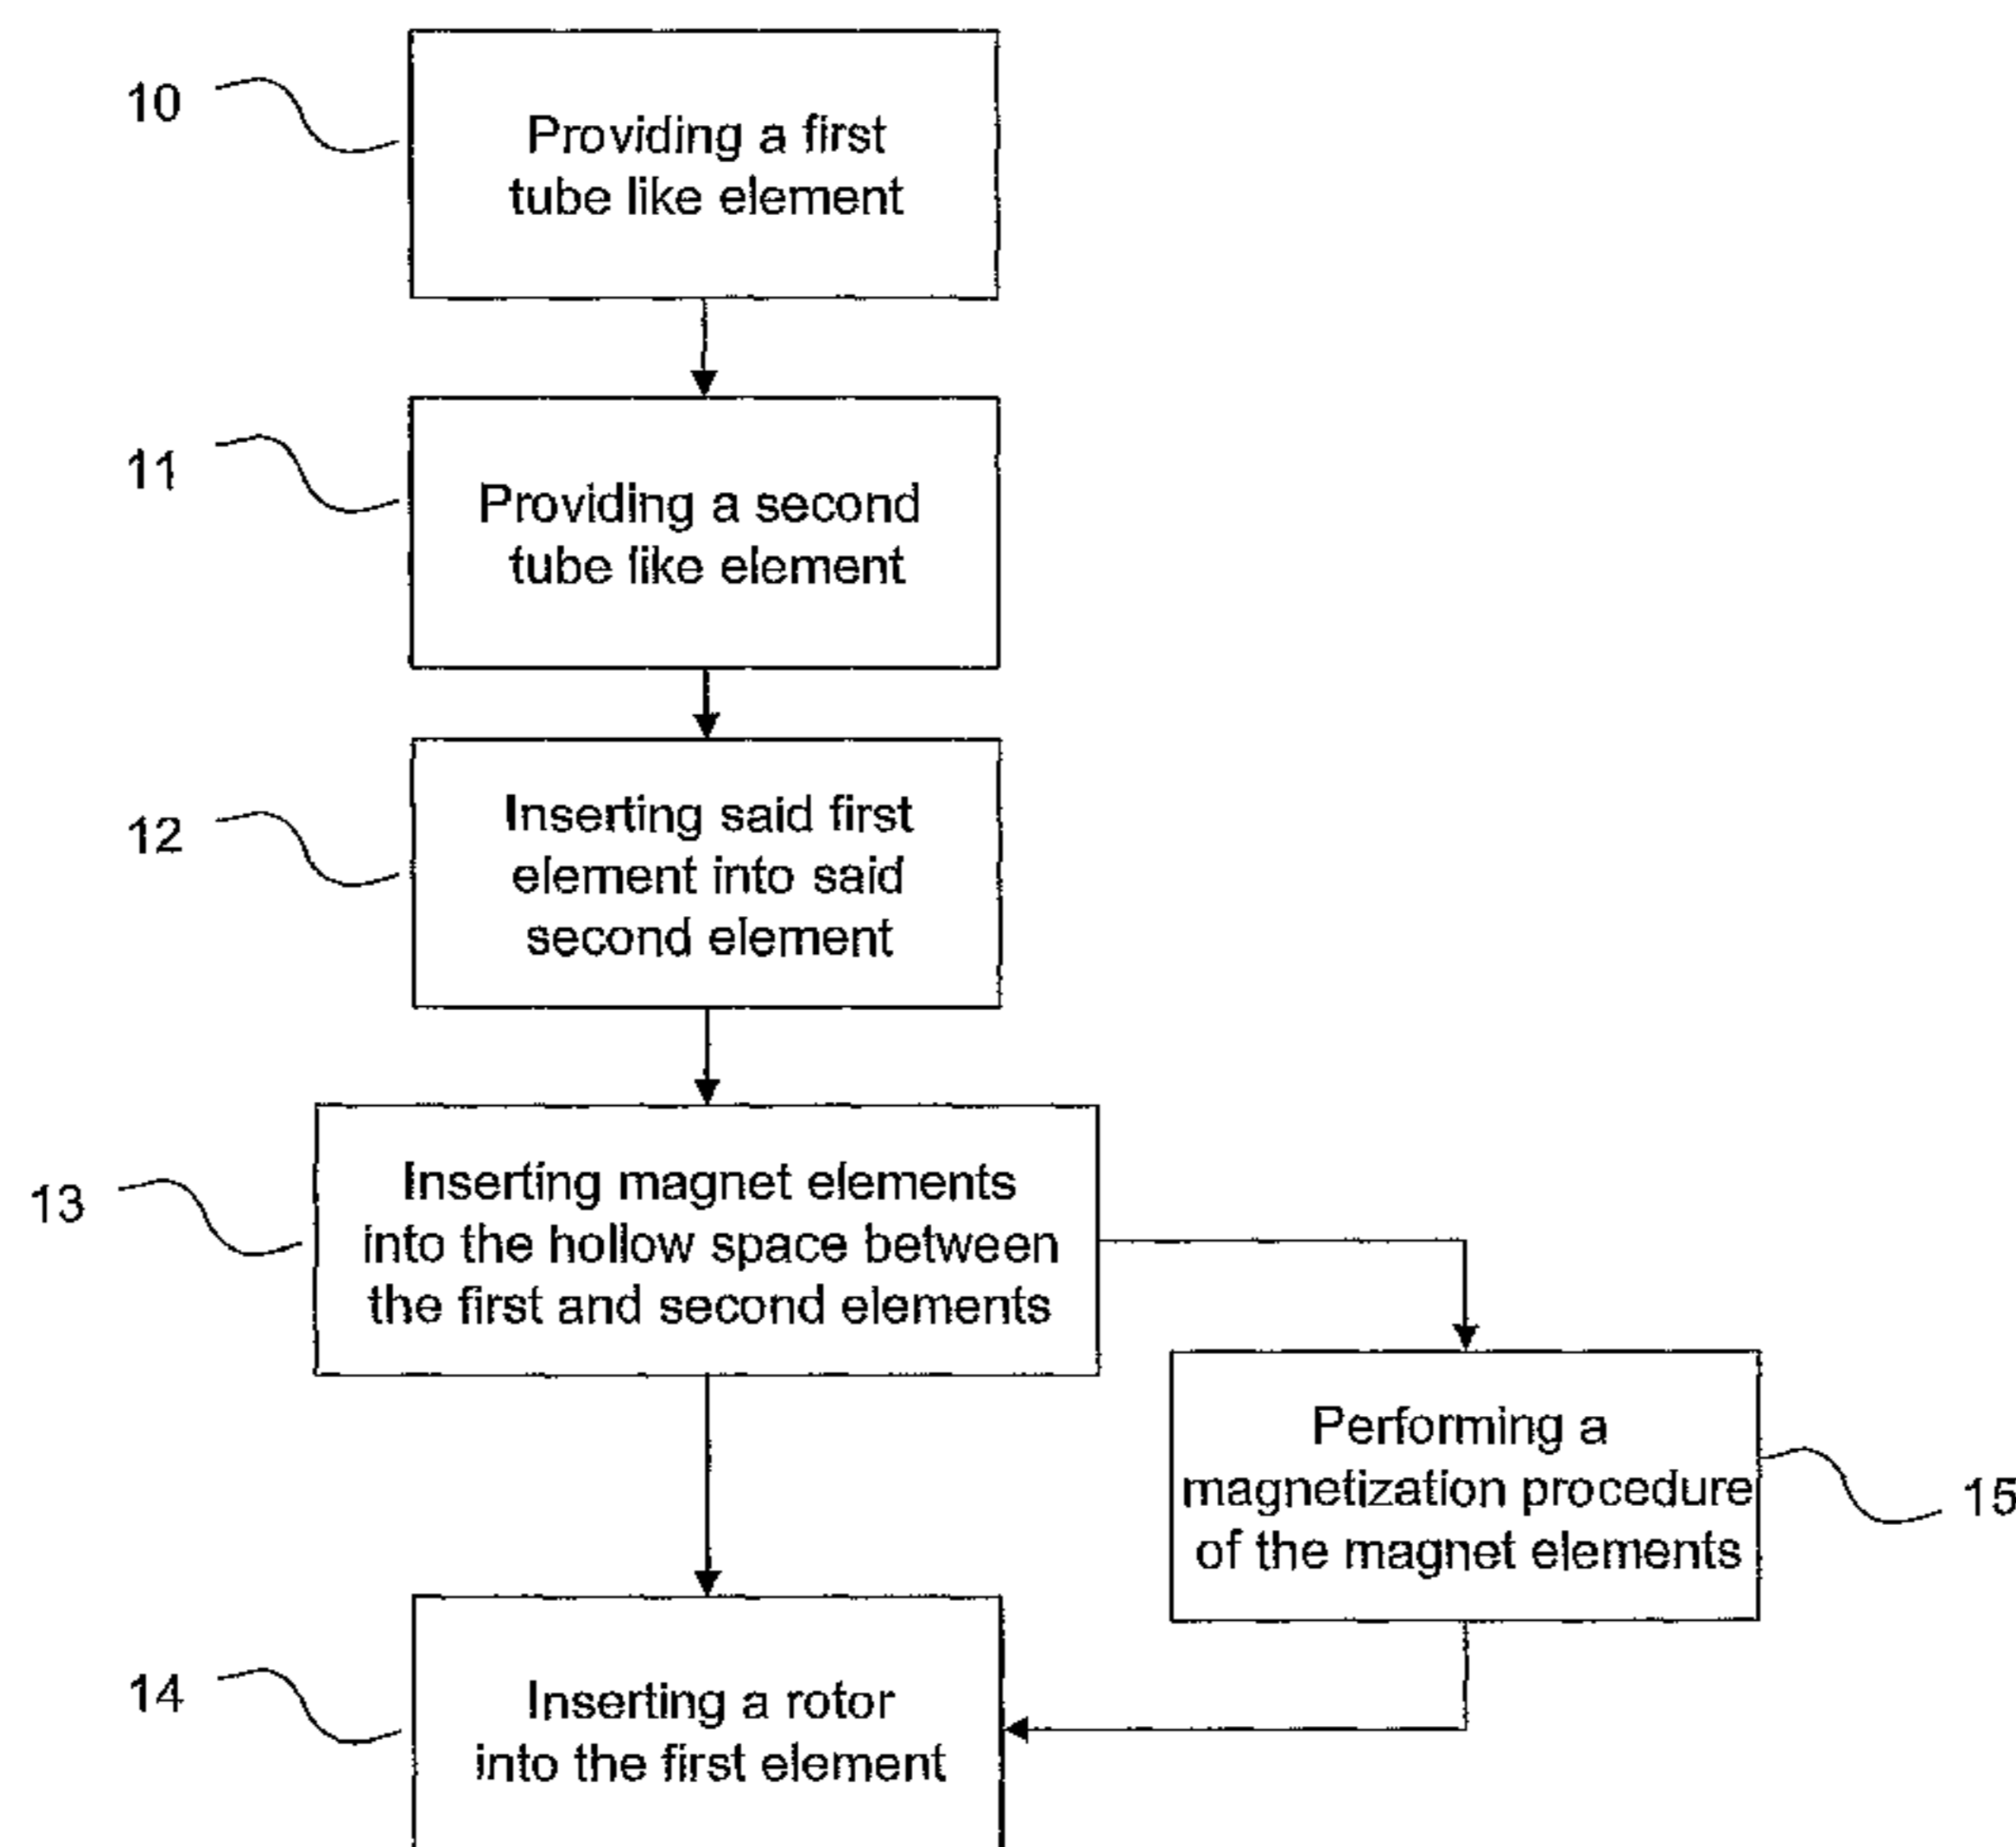 10
Providing a first
tube like element
11
Providing a second
tube like element
12
Inserting said first
element into said
second element
13
Inserting magnet elements
into the hollow space between
the first and second elements
Performing a
magnetization procedure
of the magnet elements
15
14
Inserting a rotor
into the first element